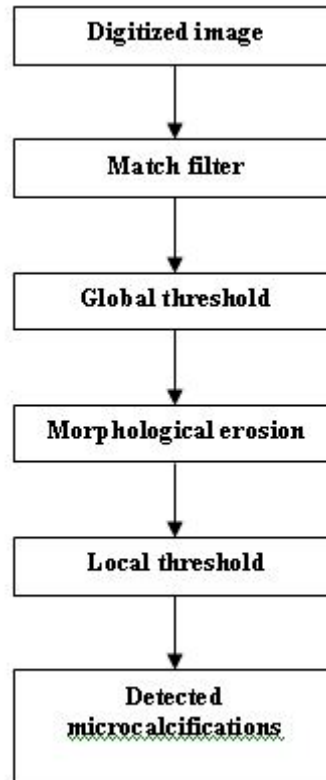 Digitized image
Match filter
Global threshold
Morphological erosion
Local threshold
Detected
microcalcifications